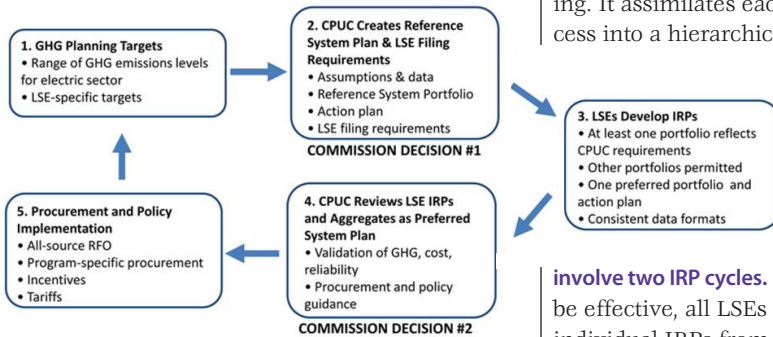 1. GHG Planning Targets
• Range of GHG emissions levels
for electric sector
• LSE-specific targets
2. CPUC Creates Reference
System Plan & LSE Filing
Requirements
• Assumptions & data
• Reference System Portfolio
• Action plan
• LSE filing requirements
COMMISSION DECISION #1
3. LSEs Develop IRPs
• At least one portfolio reflects
CPUC requirements
• Other portfolios permitted
• One preferred portfolio and
action plan
• Consistent data formats
4. CPUC Reviews LSE IRPs
and Aggregates as Preferred
System Plan
• Validation of GHG, cost,
reliability
• Procurement and policy
guidance
COMMISSION DECISION #2
5. Procurement and Policy
Implementation
• All-source RFO
• Program-specific procurement
• Incentives
• Tariffs
ing. It assimilates eac
cess into a hierarchic
involve two IRP cycles.
be effective, all LSEs